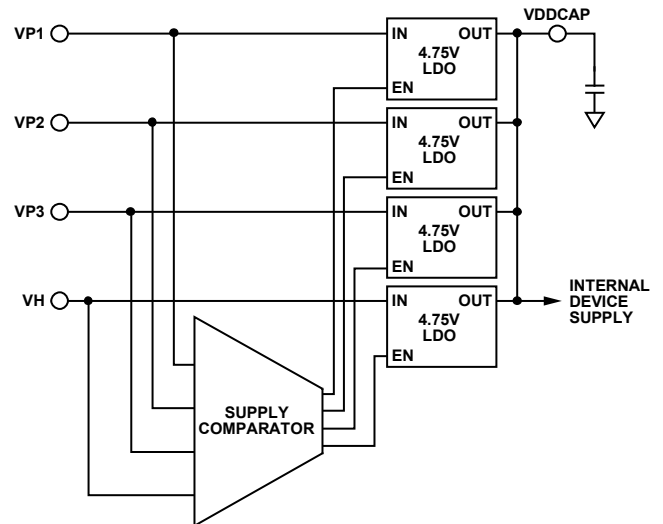 VDDCAP
VP1
IN OUT
4.75V
LDO
EN
VP2
IN OUT
4.75V
LDO
EN
VP3
IN OUT
4.75V
LDO
EN
VH
IN OUT
4.75V
LDO
EN
INTERNAL
DEVICE
SUPPLY
SUPPLY
COMPARATOR